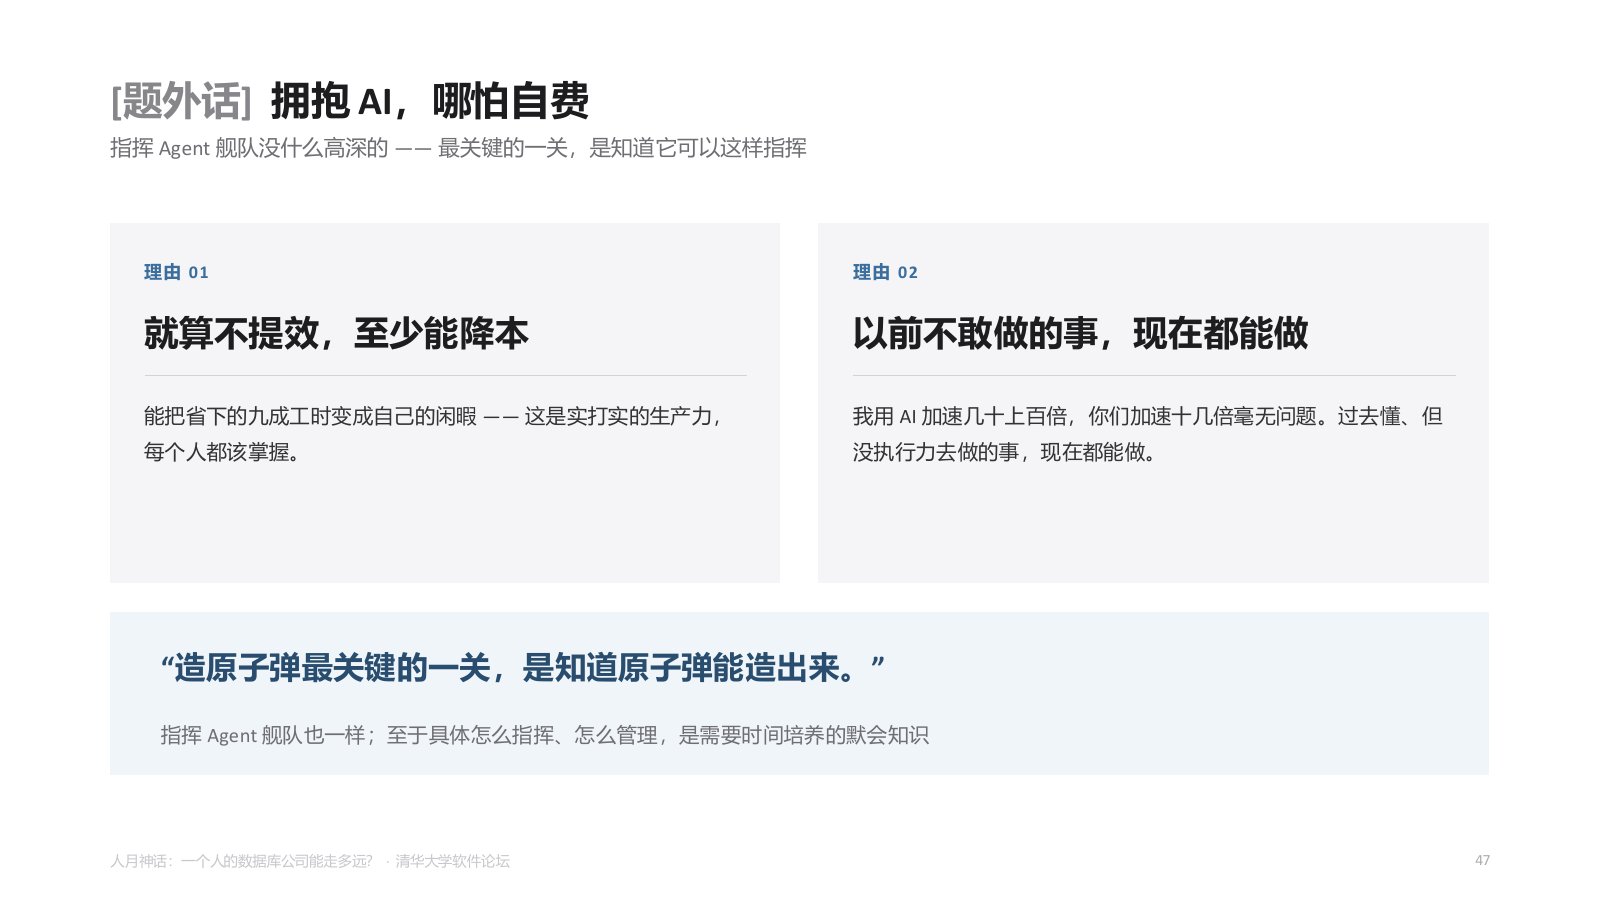 [题外话] 拥抱 AI，哪怕自费
指挥 Agent 舰队没什么高深的 —— 最关键的一关，是知道它可以这样指挥
理由 01
就算不提效，至少能降本
能把省下的九成工时变成自己的闲暇 —— 这是实打实的生产力，
每个人都该掌握。
理由 02
以前不敢做的事，现在都能做
我用 AI 加速几十上百倍，你们加速十几倍毫无问题。过去懂、但
没执行力去做的事，现在都能做。
“造原子弹最关键的一关，是知道原子弹能造出来。”
指挥 Agent 舰队也一样；至于具体怎么指挥、怎么管理，是需要时间培养的默会知识
人月神话：一个人的数据库公司能走多远？ · 清华大学软件论坛
47